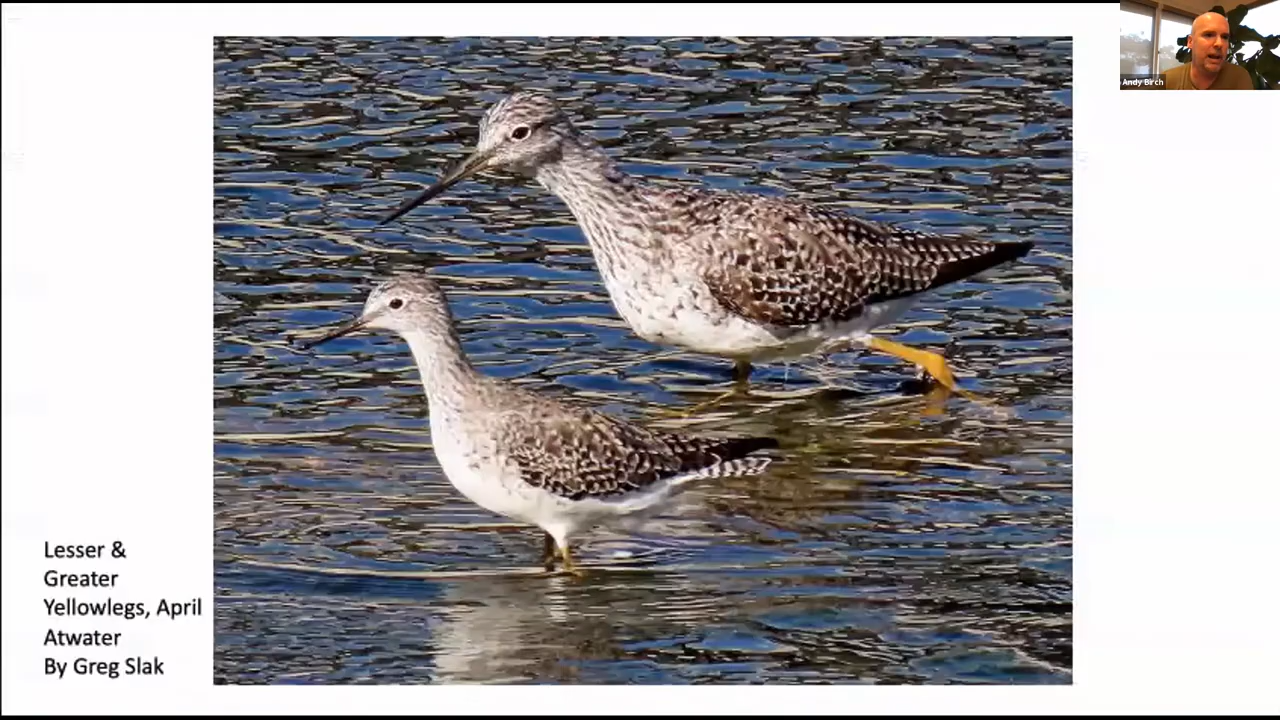 Andy Birch
Lesser &
Greater
Yellowlegs, April
Atwater
By Greg Slak